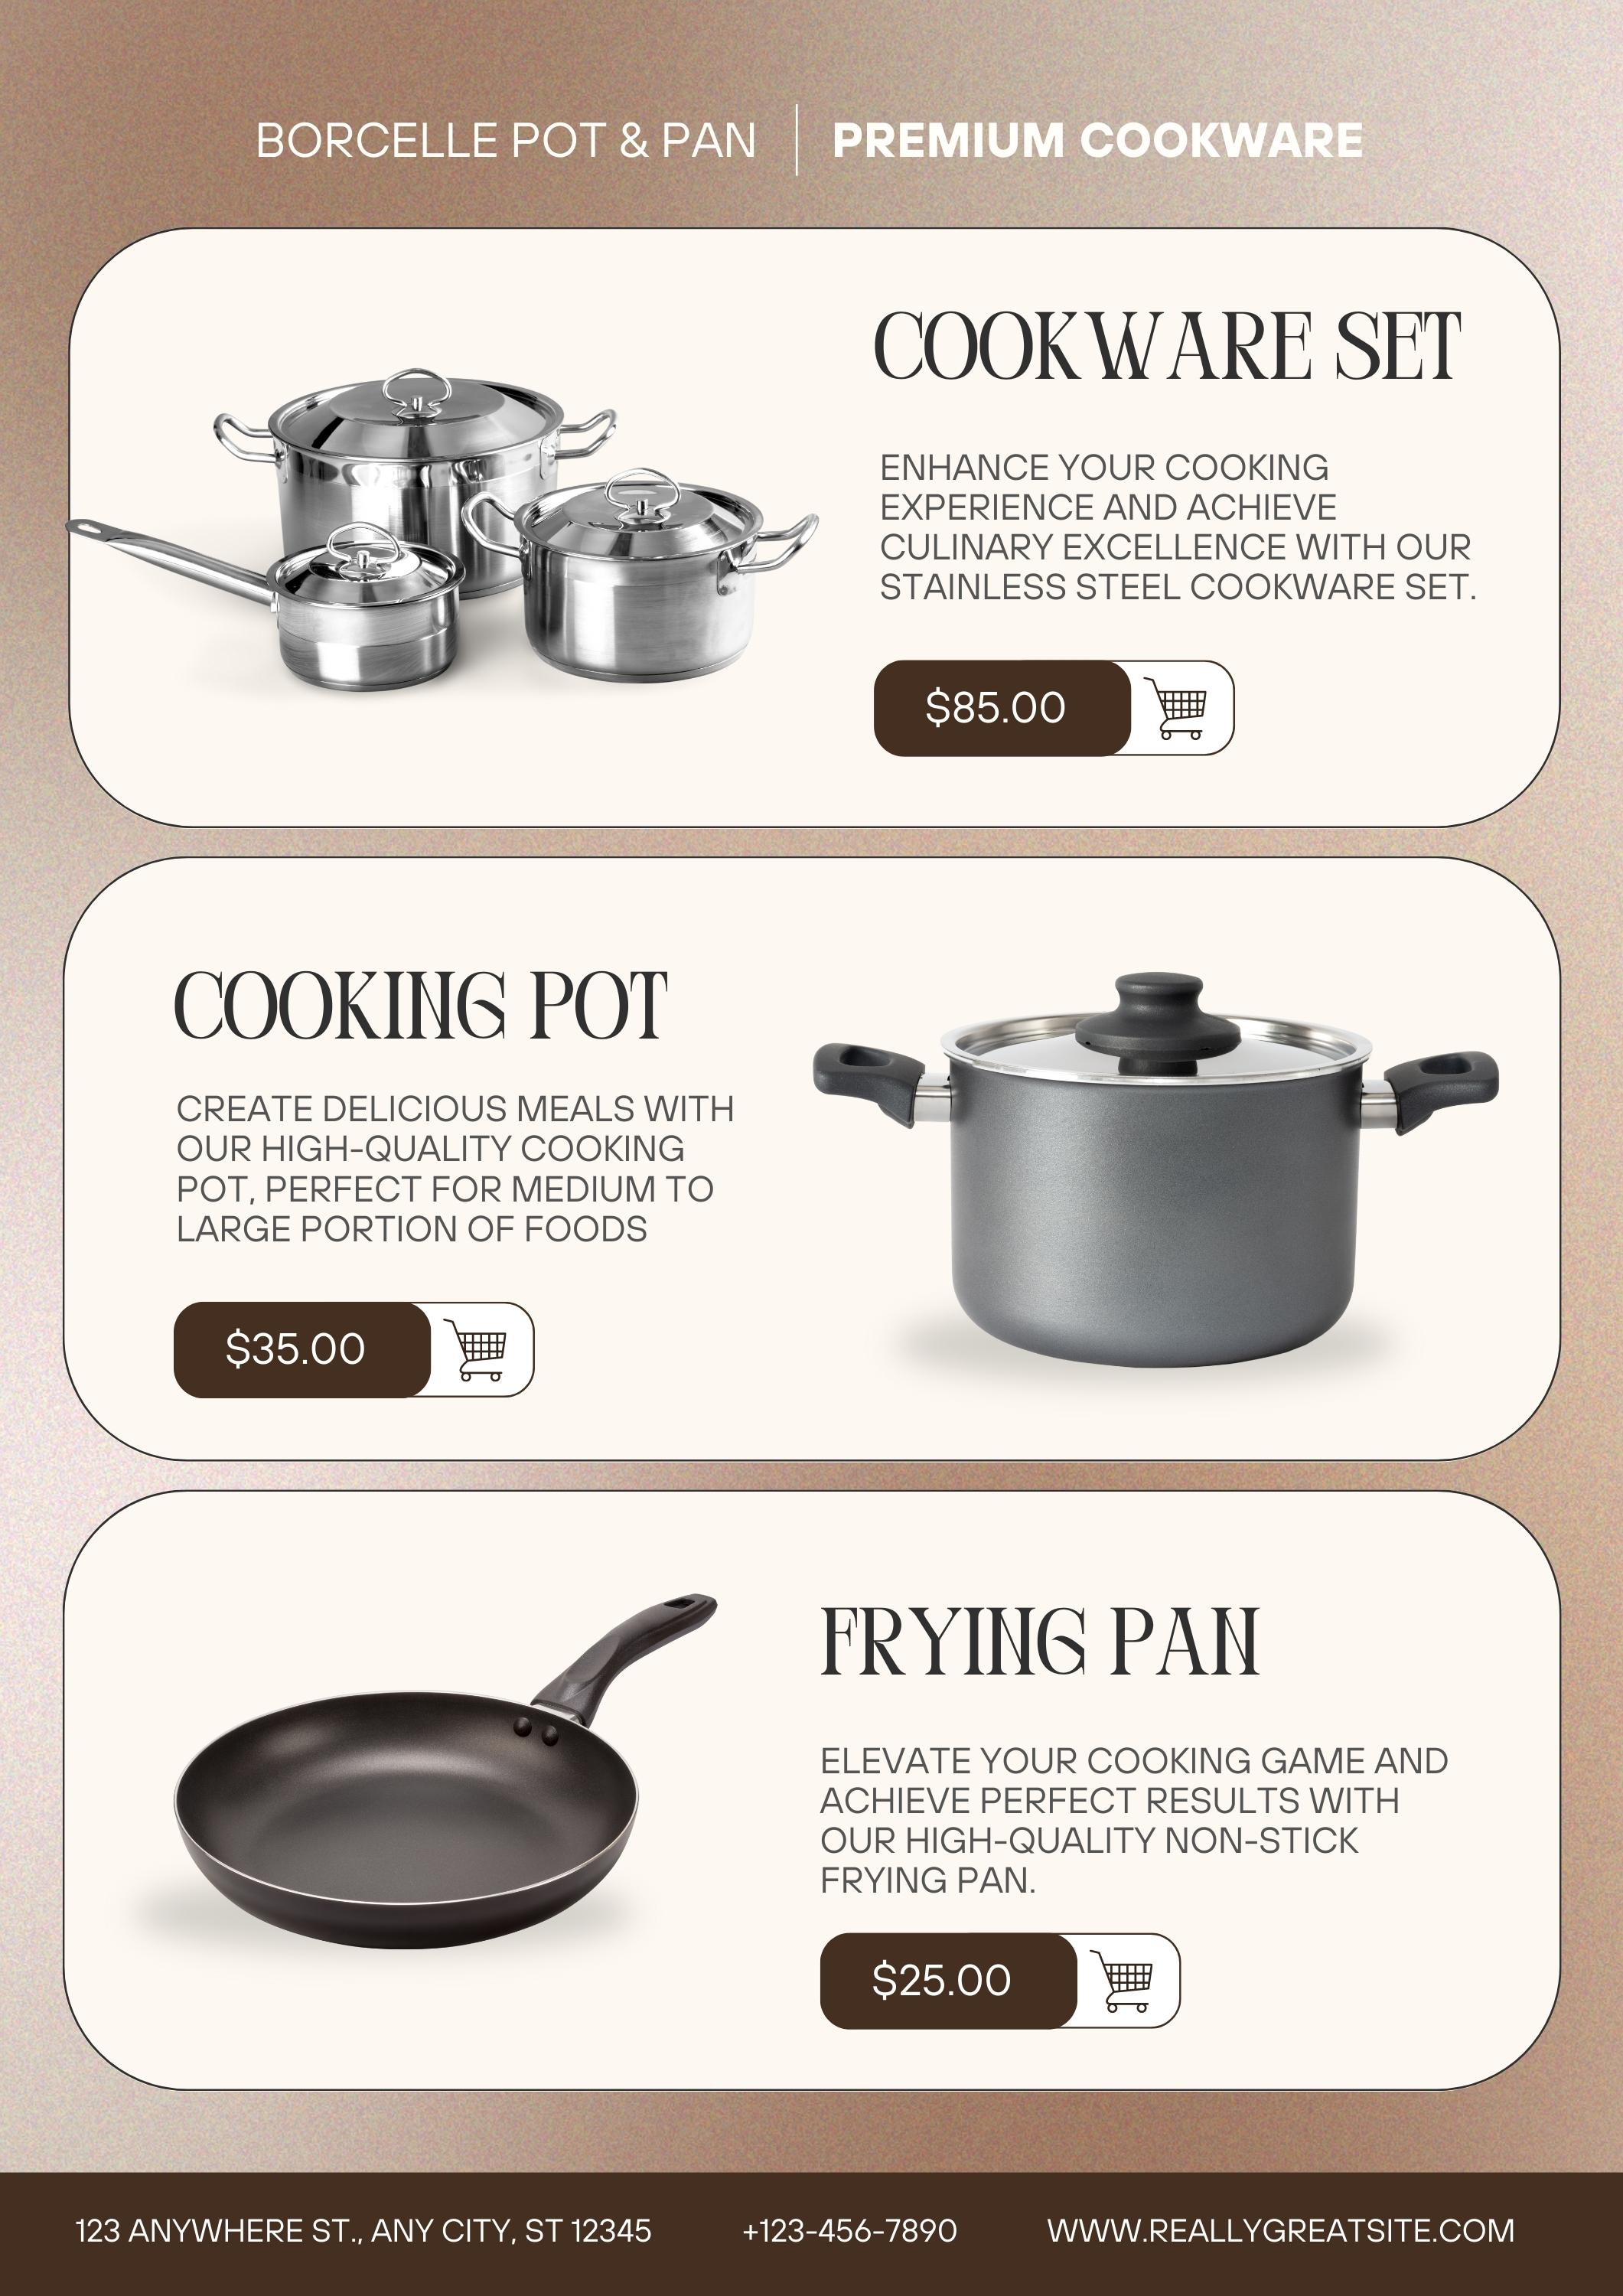 BORCELLE POT & PAN | PREMIUM COOKWARE
COOKWARE SET
ENHANCE YOUR COOKING
EXPERIENCE AND ACHIEVE
CULINARY EXCELLENCE WITH OUR
STAINLESS STEEL COOKWARE SET.
$85.00
COOKING POT
CREATE DELICIOUS MEALS WITH
OUR HIGH-QUALITY COOKING
POT, PERFECT FOR MEDIUM TO
LARGE PORTION OF FOODS
$35.00
FRYING PAN
ELEVATE YOUR COOKING GAME AND
ACHIEVE PERFECT RESULTS WITH
OUR HIGH-QUALITY NON-STICK
FRYING PAN.
$25.00
123 ANYWHERE ST., ANY CITY, ST 12345 +123-456-7890 WWW.REALLYGREATSITE.COM